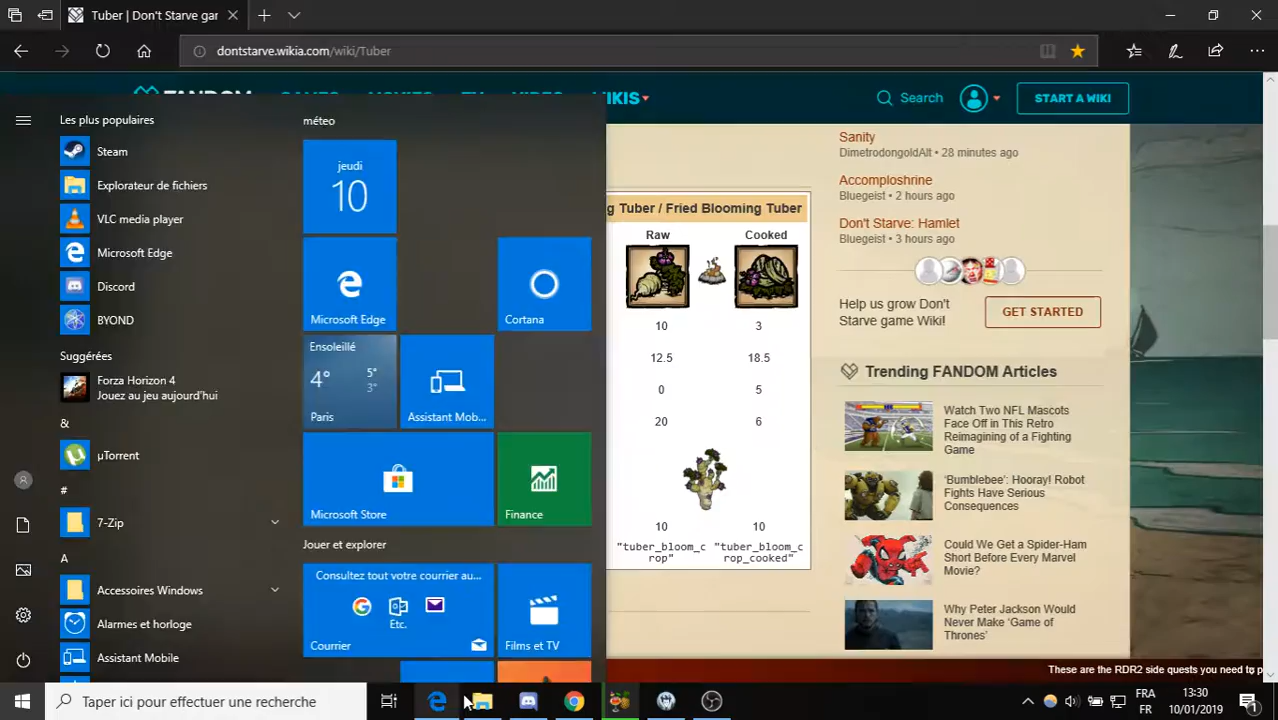 Tuber | Don't Starve gar
dontstarve.wikia.com/wiki/Tuber
FANDOM
WIKIS
Search
START A WIKI
Les plus populaires
Steam
Explorateur de fichiers
VLC media player
Microsoft Edge
Discord
BYOND
Suggérées
Forza Horizon 4
Jouez au jeu aujourd'hui
&
µTorrent
#
7-Zip
A
Accessoires Windows
Alarmes et horloge
Assistant Mobile
météo
jeudi
10
Microsoft Edge
Cortana
Ensoleillé
4° 5°
3°
Paris
Assistant Mob...
Microsoft Store
Finance
Jouer et explorer
Consultez tout votre courrier au...
Etc.
Courrier
Films et TV
g Tuber / Fried Blooming Tuber
Raw Cooked
10 3
12.5 18.5
0 5
20 6
10 10
"tuber_bloom_c "tuber_bloom_c
rop" rop_cooked"
Sanity
DimetrodongoldAlt • 28 minutes ago
Accomploshrine
Bluegeist • 2 hours ago
Don't Starve: Hamlet
Bluegeist • 3 hours ago
Help us grow Don't
Starve game Wiki!
GET STARTED
Trending FANDOM Articles
Watch Two NFL Mascots
Face Off in This Retro
Reimagining of a Fighting
Game
'Bumblebee': Hooray! Robot
Fights Have Serious
Consequences
Could We Get a Spider-Ham
Short Before Every Marvel
Movie?
Why Peter Jackson Would
Never Make 'Game of
Thrones'
These are the RDR2 side quests you need to p
Taper ici pour effectuer une recherche
FRA
FR
13:30
10/01/2019
1